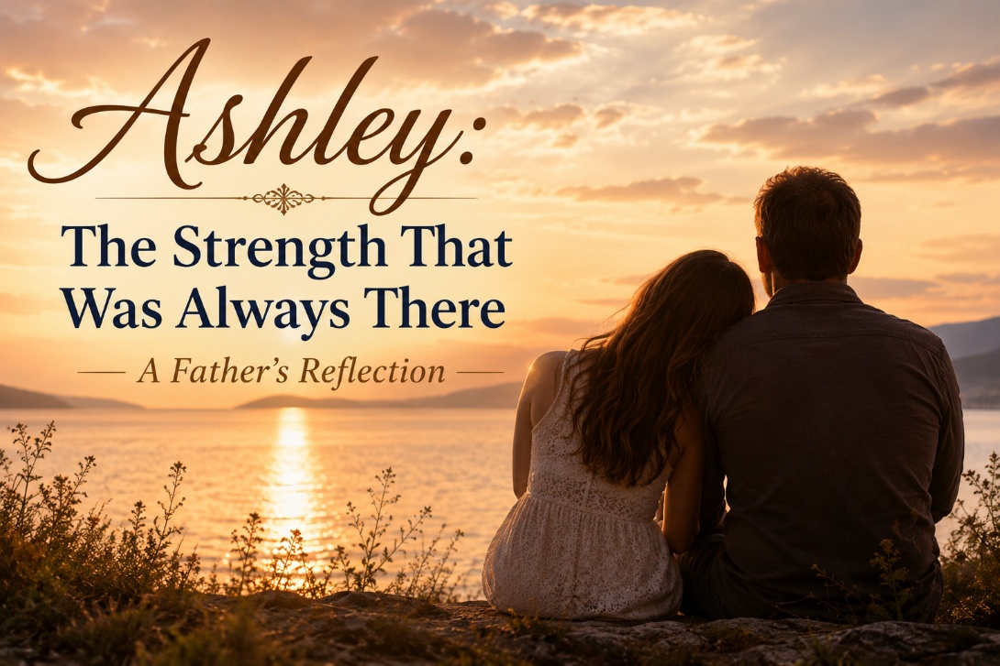 Ashley:
The Strength That
Was Always There
A Father's Reflection